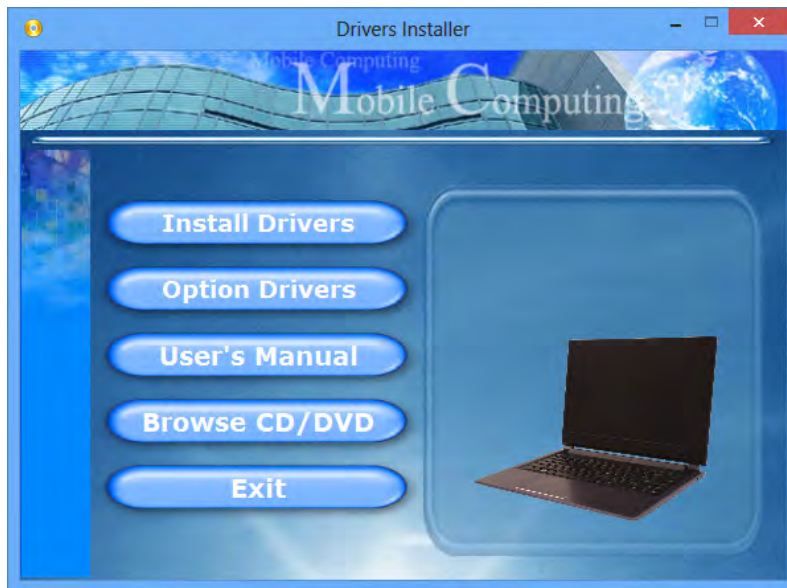 Drivers Installer
Mobile Computing
Mobile Computing
Install Drivers
Option Drivers
User's Manual
Browse CD/DVD
Exit